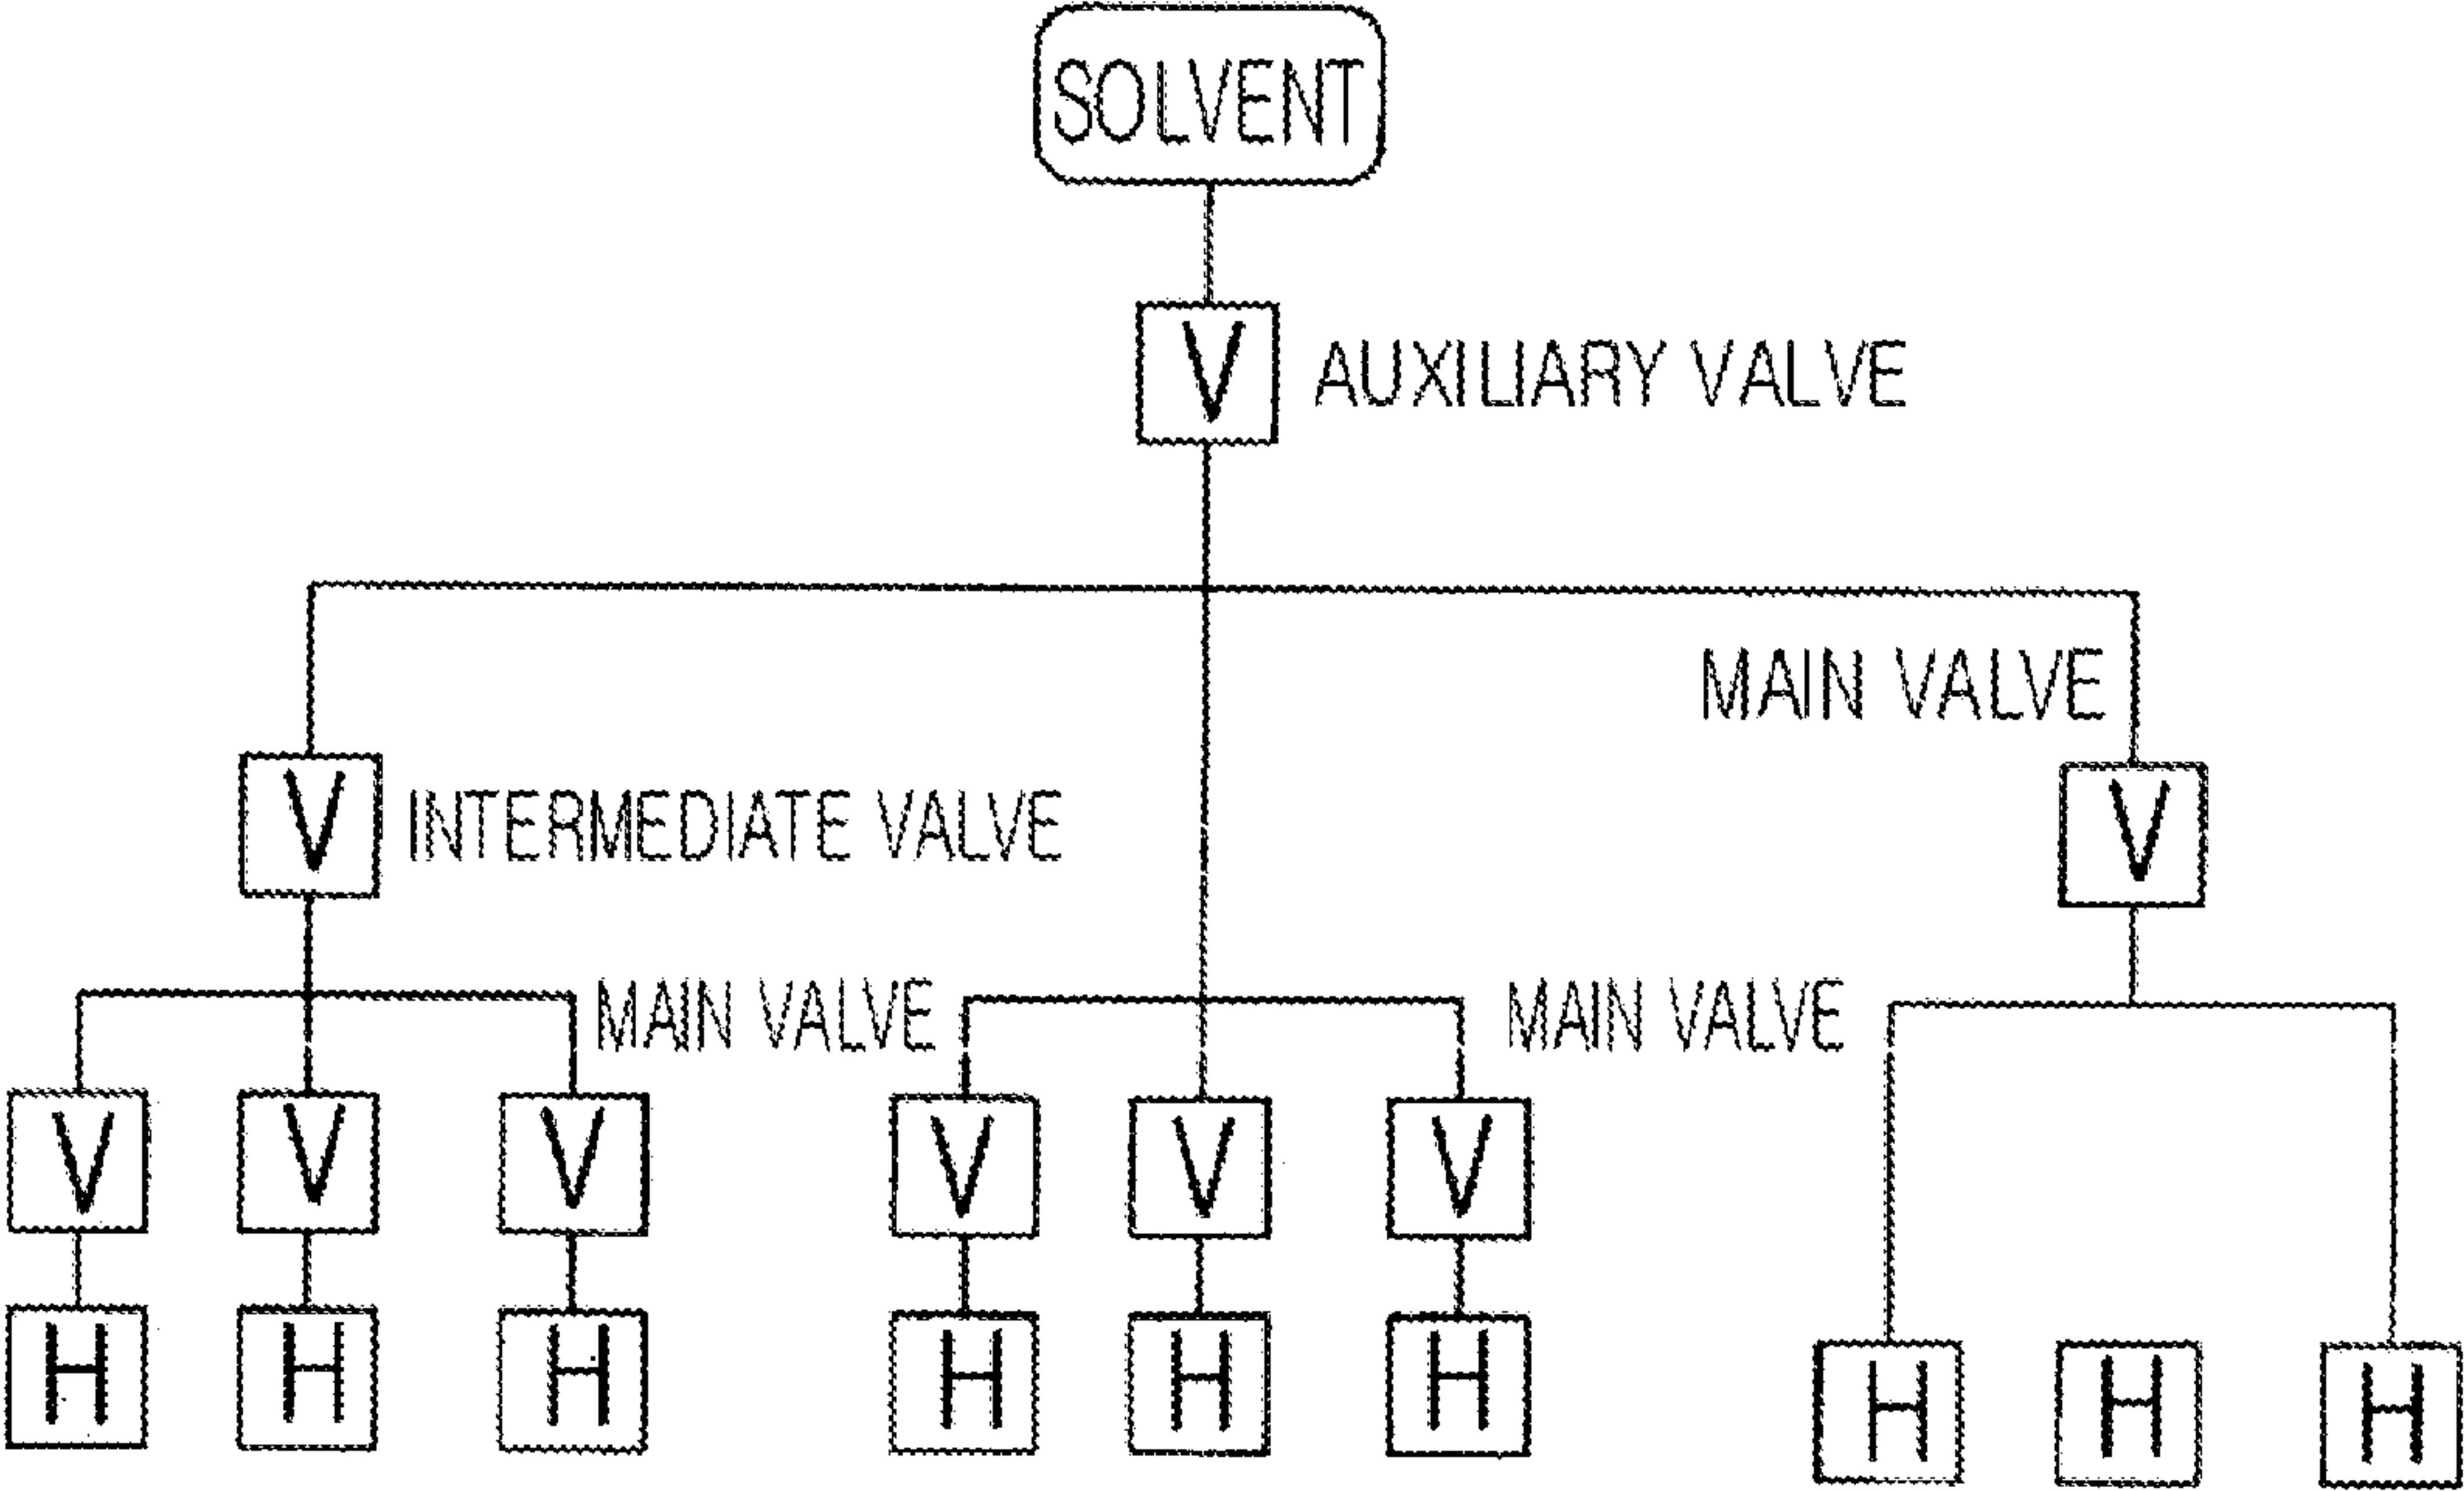 SOLVENT
V AUXILIARY VALVE
MAIN VALVE
V INTERMEDIATE VALVE
V
MAIN VALVE
MAIN VALVE
V V V V V V
H H H H H H H H H